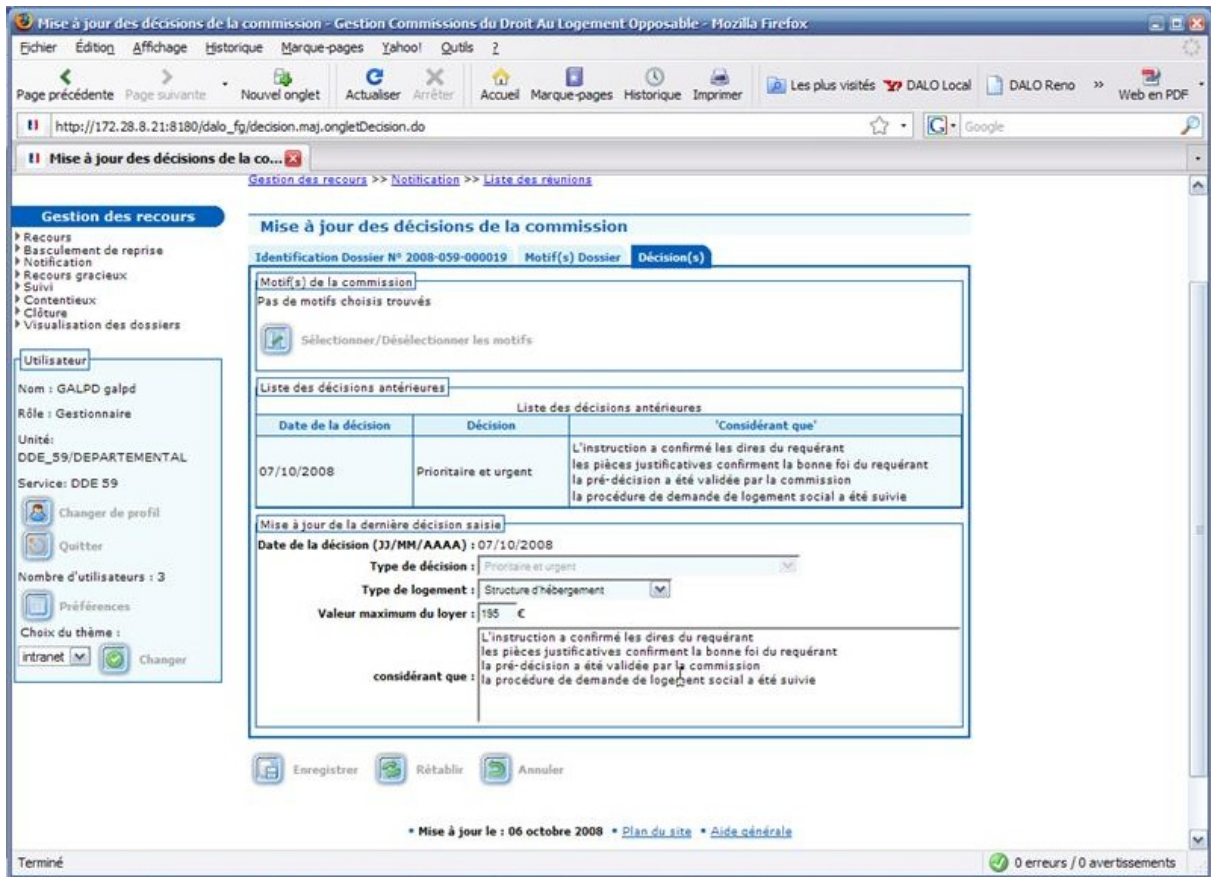 Mise à jour des décisions de la commission - Gestion Commissions du Droit Au Logement Opposable - Mozilla Firefox
Fichier Édition Affichage Historique Marque-pages Yahoo! Outils ?
Page précédente Page suivante Nouvel onglet Actualiser Arrêter Accueil Marque-pages Historique Imprimer Les plus visités DALO Local DALO Reno » Web en PDF
http://172.28.8.21:8180/dalo_fg/decision.maj.ongletDecision.do
G Google
Mise à jour des décisions de la co...
Gestion des recours >> Notification >> Liste des réunions
Gestion des recours
Recours
Basculement de reprise
Notification
Recours gracieux
Suivi
Contentieux
Clôture
Visualisation des dossiers
Utilisateur
Nom : GALPD galpd
Rôle : Gestionnaire
Unité:
DDE_59/DEPARTEMENTAL
Service: DDE 59
Changer de profil
Quitter
Nombre d'utilisateurs : 3
Préférences
Choix du thème :
intranet Changer
Mise à jour des décisions de la commission
Identification Dossier N° 2008-059-000019 Motif(s) Dossier Décision(s)
Motif(s) de la commission
Pas de motifs choisis trouvés
Sélectionner/Désélectionner les motifs
Liste des décisions antérieures
Liste des décisions antérieures
Date de la décision Décision 'Considérant que'
07/10/2008 Prioritaire et urgent
L'instruction a confirmé les dires du requérant
les pièces justificatives confirment la bonne foi du requérant
la pré-décision a été validée par la commission
la procédure de demande de logement social a été suivie
Mise à jour de la dernière décision saisie
Date de la décision (JJ/MM/AAAA) : 07/10/2008
Type de décision : Prioritaire et urgent
Type de logement : Structure d'hébergement
Valeur maximum du loyer : 195 €
considérant que :
L'instruction a confirmé les dires du requérant
les pièces justificatives confirment la bonne foi du requérant
la pré-décision a été validée par la commission
la procédure de demande de logement social a été suivie
Enregistrer Rétablir Annuler
• Mise à jour le : 06 octobre 2008 • Plan du site • Aide générale
Terminé
0 erreurs / 0 avertissements